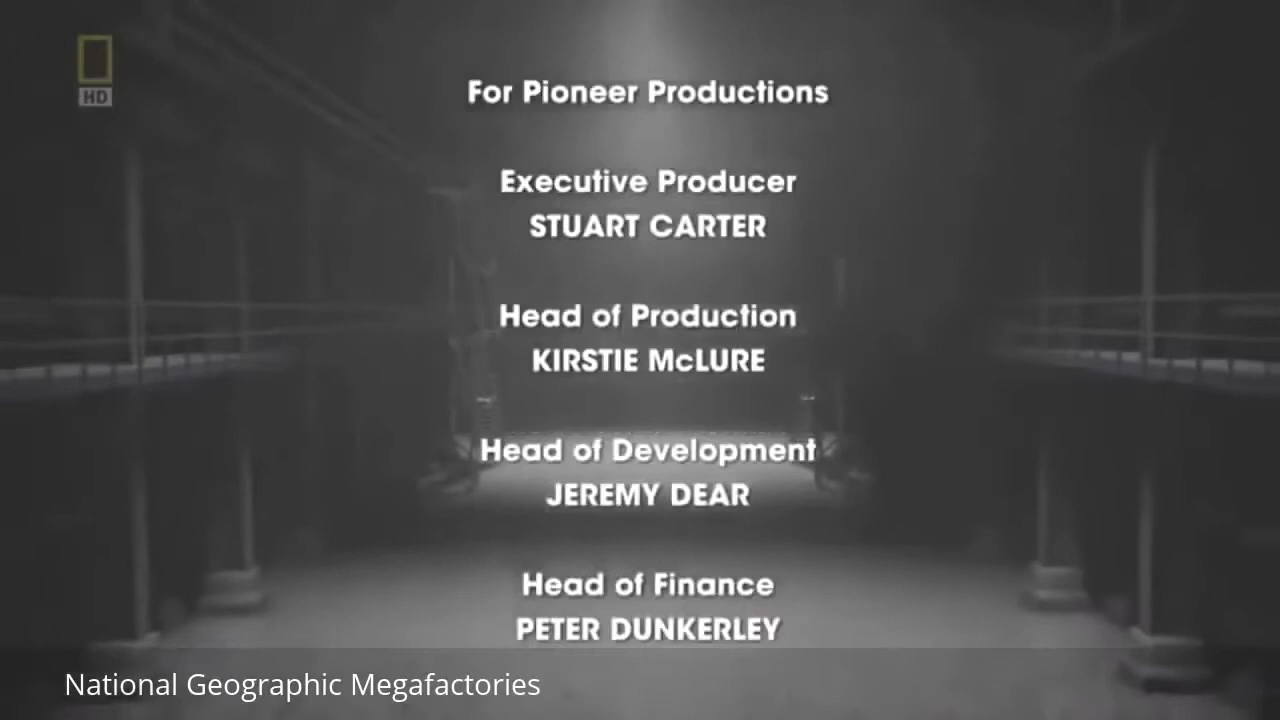 HD
For Pioneer Productions
Executive Producer
STUART CARTER
Head of Production
KIRSTIE McLURE
Head of Development
JEREMY DEAR
Head of Finance
PETER DUNKERLEY
National Geographic Megafactories